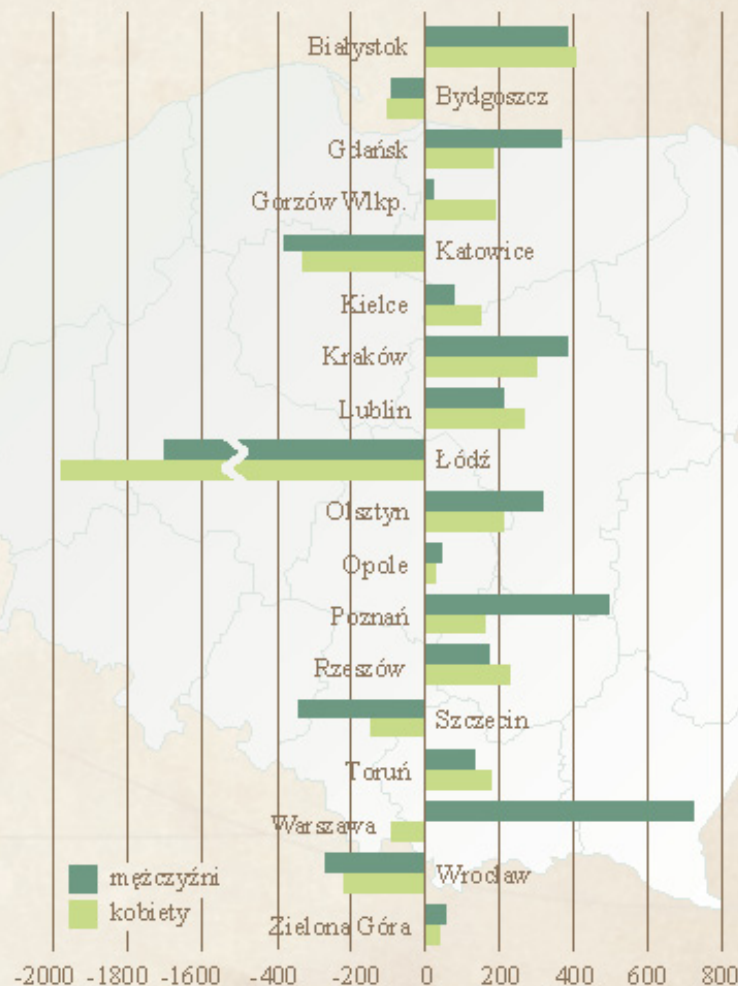 Białystok
Bydgoszcz
Gdańsk
Gorzów Wlkp.
Katowice
Kielce
Kraków
Lublin
Łódź
Olsztyn
Opole
Poznań
Rzeszów
Szczecin
Toruń
Warszawa
mężczyźni
Wrocław
kobiety
Zielona Góra
-2000 -1800 -1600 -400 -200 0 200 400 600 800